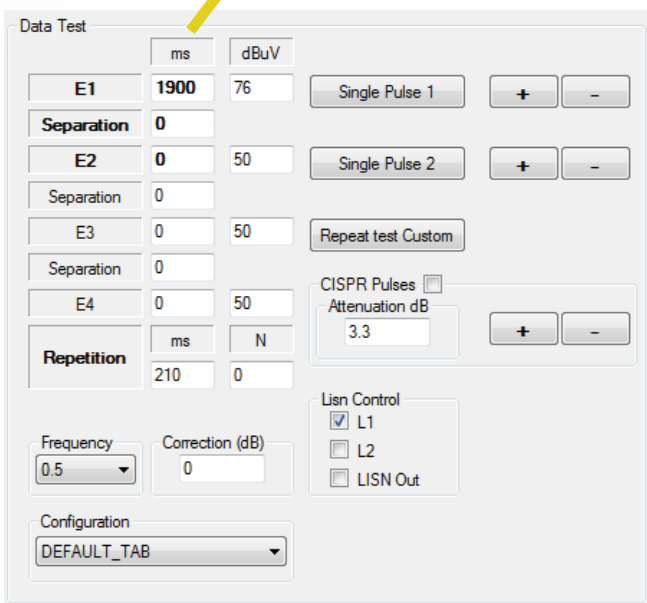 Data Test
ms dBuV
E1 1900 76 Single Pulse 1 + -
Separation 0
E2 0 50 Single Pulse 2 + -
Separation 0
E3 0 50 Repeat test Custom
Separation 0
CISPR Pulses
E4 0 50 Attenuation dB
3.3 + -
Repetition ms N
210 0
Lisn Control
L1
Frequency Correction (dB) L2
0.5 0 LISN Out
Configuration
DEFAULT_TAB